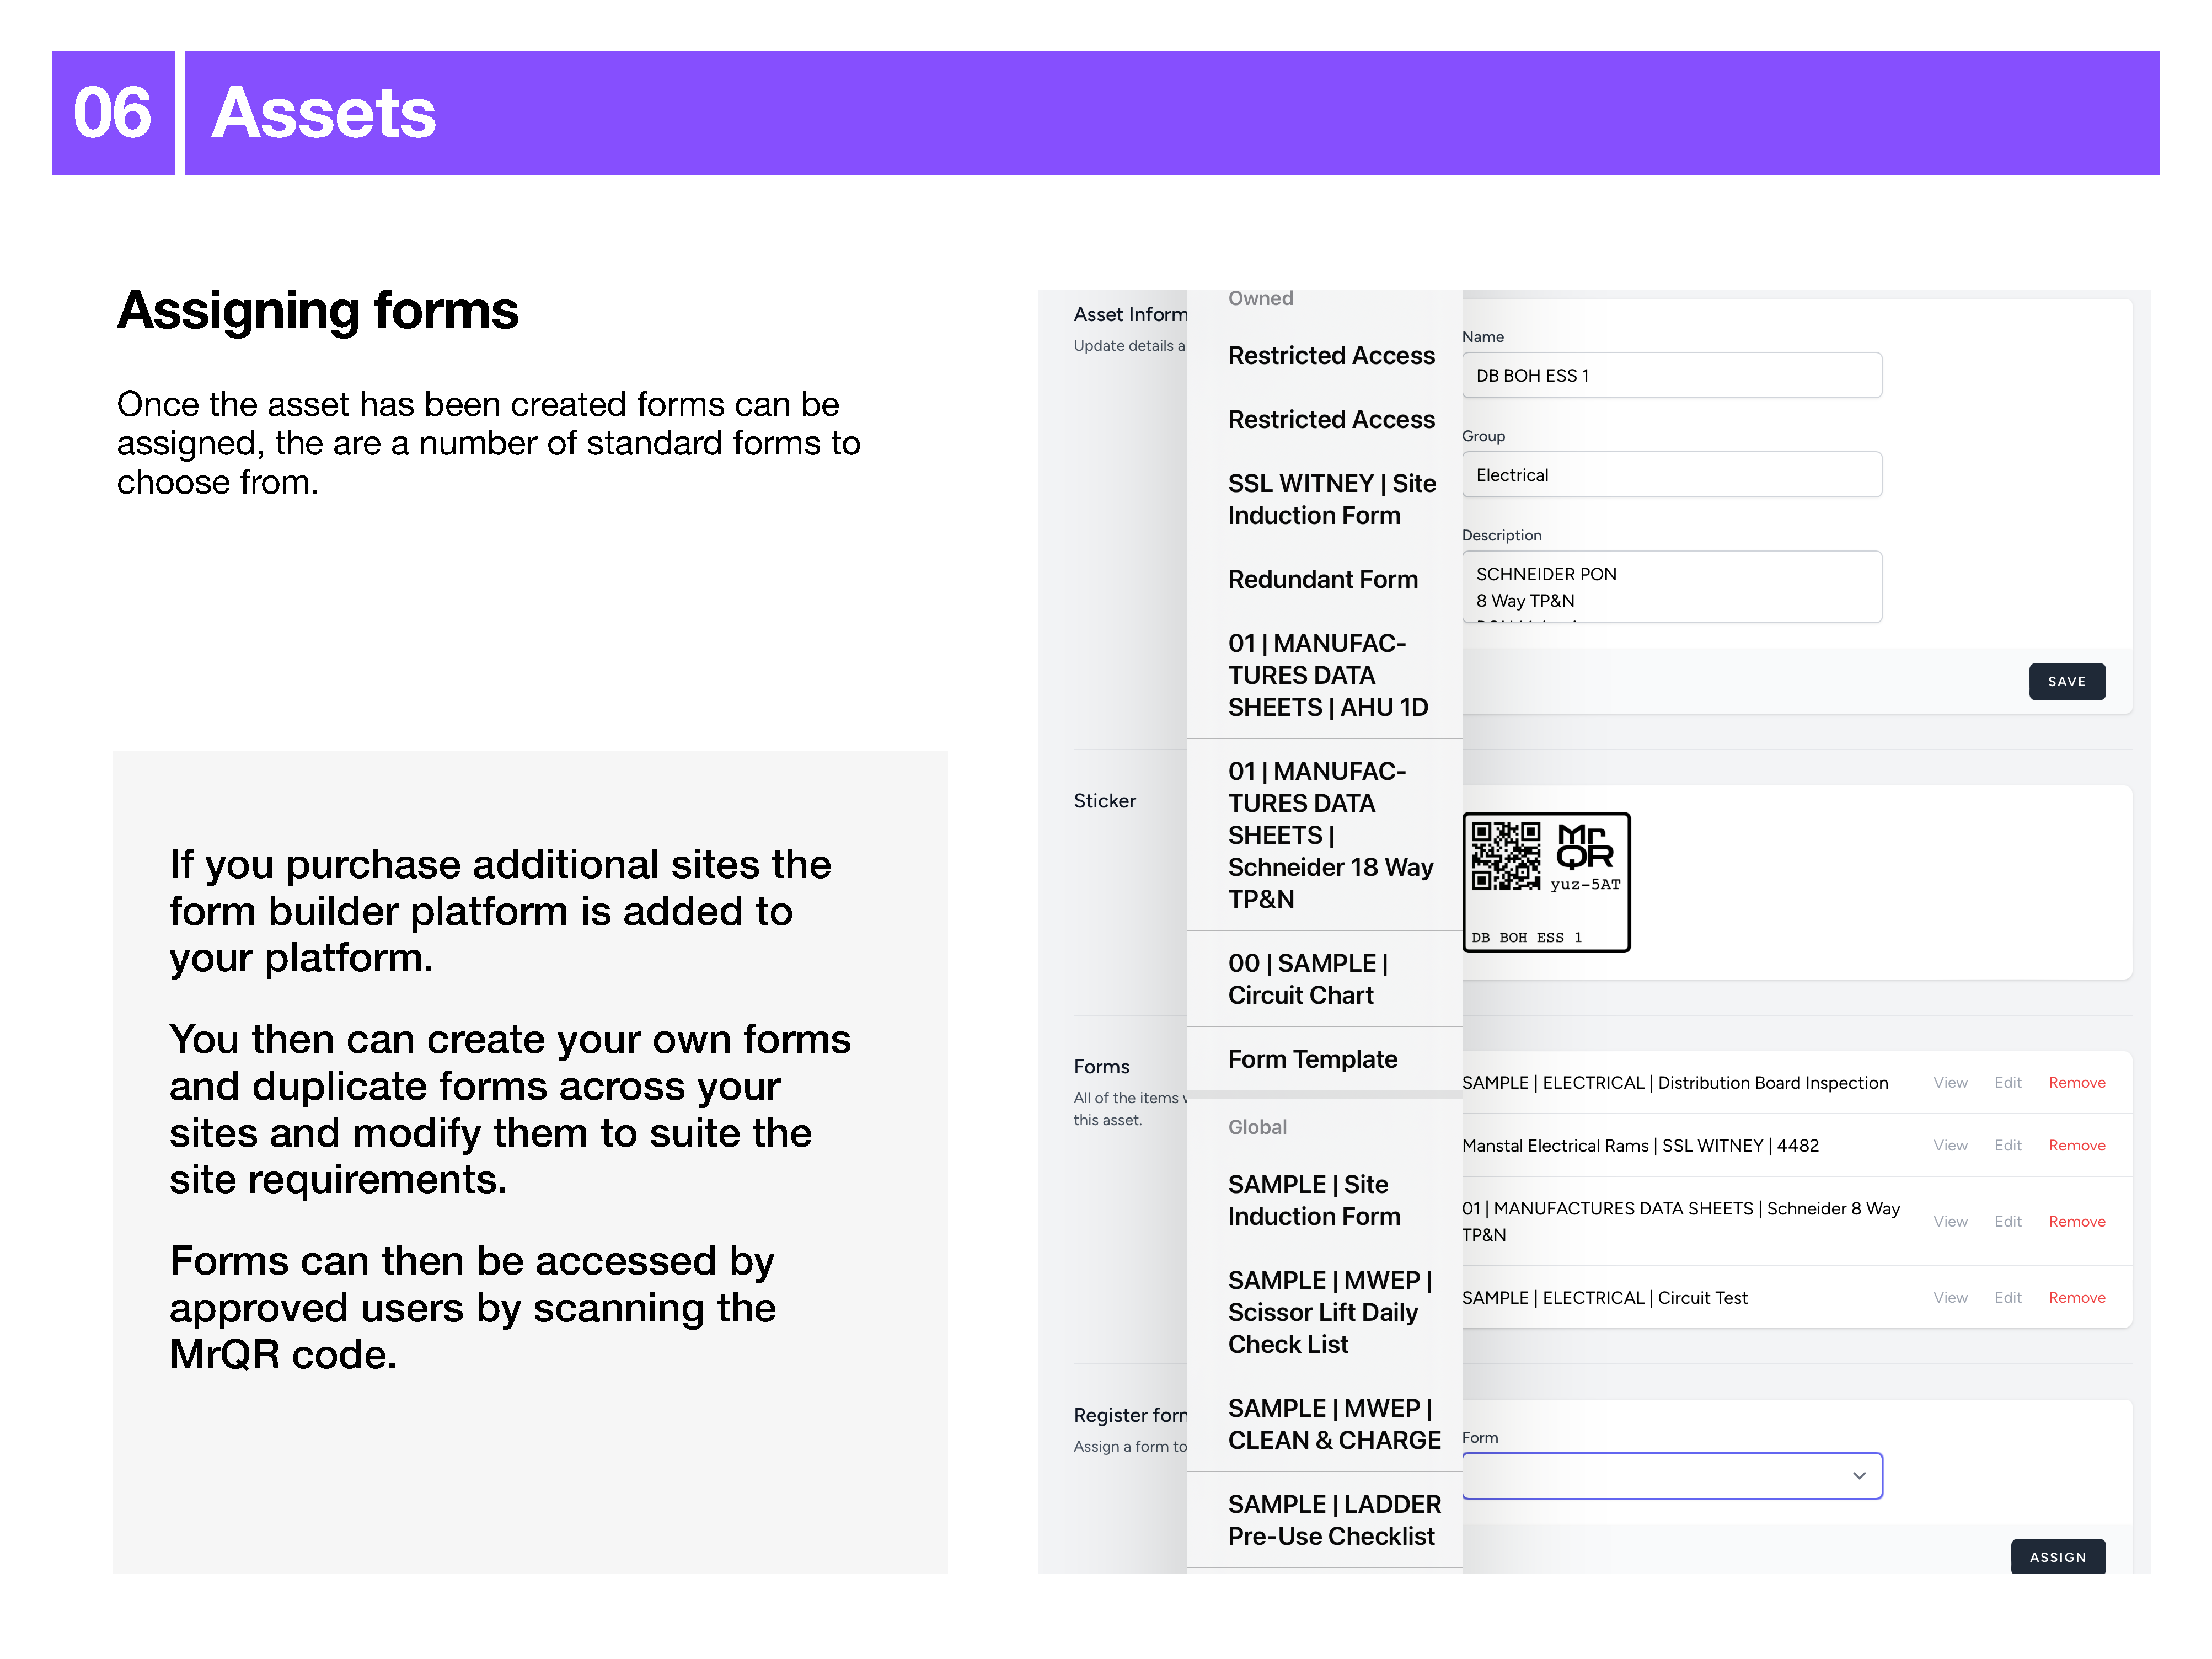 06 Assets
Assigning forms
Once the asset has been created forms can be
assigned, the are a number of standard forms to
choose from.
If you purchase additional sites the
form builder platform is added to
your platform.
You then can create your own forms
and duplicate forms across your
sites and modify them to suite the
site requirements.
Forms can then be accessed by
approved users by scanning the
MrQR code.
Asset Inform
Update details al
Sticker
Forms
All of the items w
this asset.
Register forn
Assign a form to
Owned
Restricted Access
Restricted Access
SSL WITNEY | Site
Induction Form
Redundant Form
01 | MANUFAC-
TURES DATA
SHEETS | AHU 1D
01 | MANUFAC-
TURES DATA
SHEETS |
Schneider 18 Way
TP&N
00 | SAMPLE |
Circuit Chart
Form Template
Global
SAMPLE | Site
Induction Form
SAMPLE | MWEP |
Scissor Lift Daily
Check List
SAMPLE | MWEP |
CLEAN & CHARGE
SAMPLE | LADDER
Pre-Use Checklist
Name
DB BOH ESS 1
Group
Electrical
Description
SCHNEIDER PON
8 Way TP&N
SAVE
Mr
QR
yuz-5AT
DB BOH ESS 1
SAMPLE | ELECTRICAL | Distribution Board Inspection View Edit Remove
Manstal Electrical Rams | SSL WITNEY | 4482 View Edit Remove
01 | MANUFACTURES DATA SHEETS | Schneider 8 Way
TP&N View Edit Remove
SAMPLE | ELECTRICAL | Circuit Test View Edit Remove
Form
ASSIGN